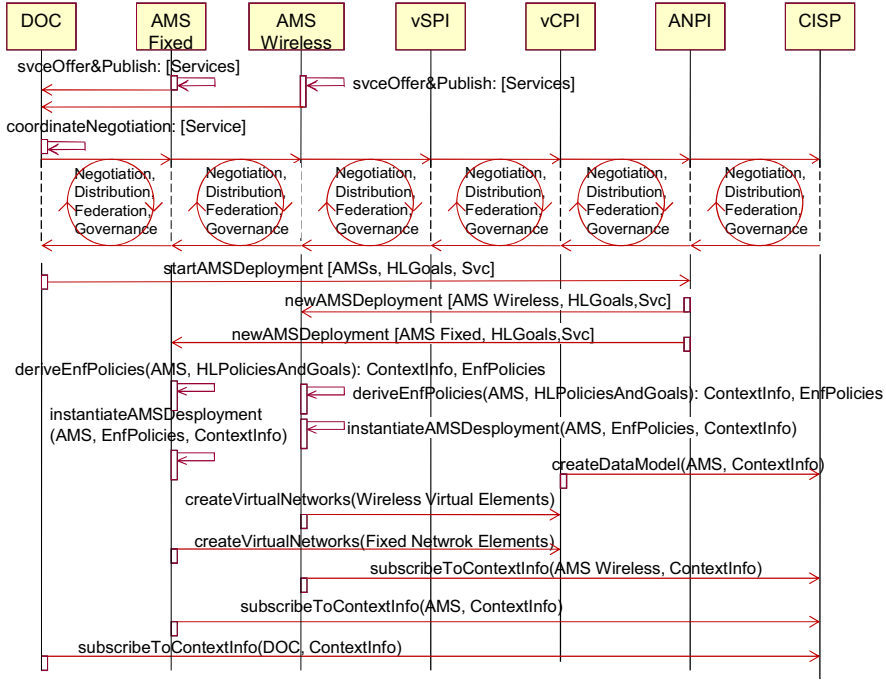 DOC
AMS
Fixed
AMS
Wireless
vSPI
vCPI
ANPI
CISP
svceOffer&Publish: [Services]
svceOffer&Publish: [Services]
coordinateNegotiation: [Service]
Negotiation,
Distribution,
Federation,
Governance
Negotiation,
Distribution,
Federation,
Governance
Negotiation,
Distribution,
Federation,
Governance
Negotiation,
Distribution,
Federation,
Governance
Negotiation,
Distribution,
Federation,
Governance
Negotiation,
Distribution,
Federation,
Governance
startAMSDeployment [AMSs, HLGoals, Svc]
newAMSDeployment [AMS Wireless, HLGoals,Svc]
newAMSDeployment [AMS Fixed, HLGoals,Svc]
deriveEnfPolicies(AMS, HLPoliciesAndGoals): ContextInfo, EnfPolicies
deriveEnfPolicies(AMS, HLPoliciesAndGoals): ContextInfo, EnfPolicies
instantiateAMSDesployment
(AMS, EnfPolicies, ContextInfo)
instantiateAMSDesployment(AMS, EnfPolicies, ContextInfo)
createDataModel(AMS, ContextInfo)
createVirtualNetworks(Wireless Virtual Elements)
createVirtualNetworks(Fixed Netwrok Elements)
subscribeToContextInfo(AMS Wireless, ContextInfo)
subscribeToContextInfo(AMS, ContextInfo)
subscribeToContextInfo(DOC, ContextInfo)